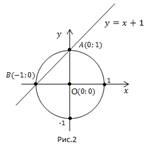 y
y = x + 1
A(0; 1)
B(−1; 0)
1
O(0; 0)
x
-1
Рис.2